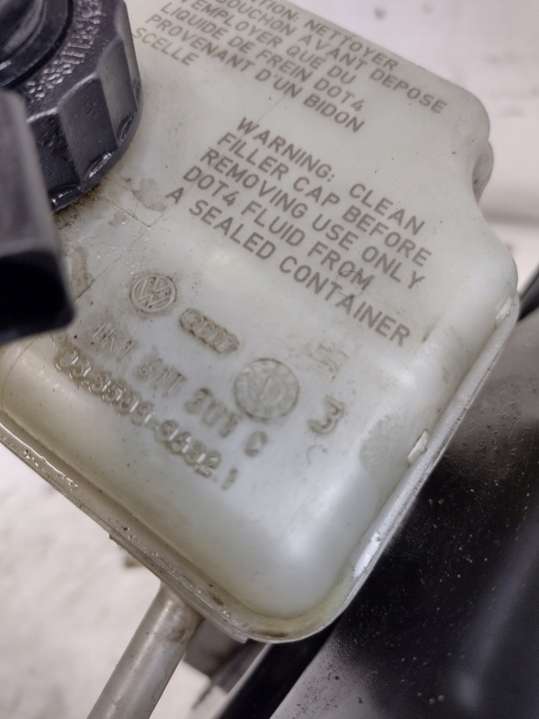 NETTOYER
BOUCHON AVANT DEPOSE
N'EMPLOYER QUE DU
LIQUIDE DE FREIN DOT4
PROVENANT D'UN BIDON
SCELLE
WARNING: CLEAN
FILLER CAP BEFORE
REMOVING USE ONLY
DOT4 FLUID FROM
A SEALED CONTAINER
3